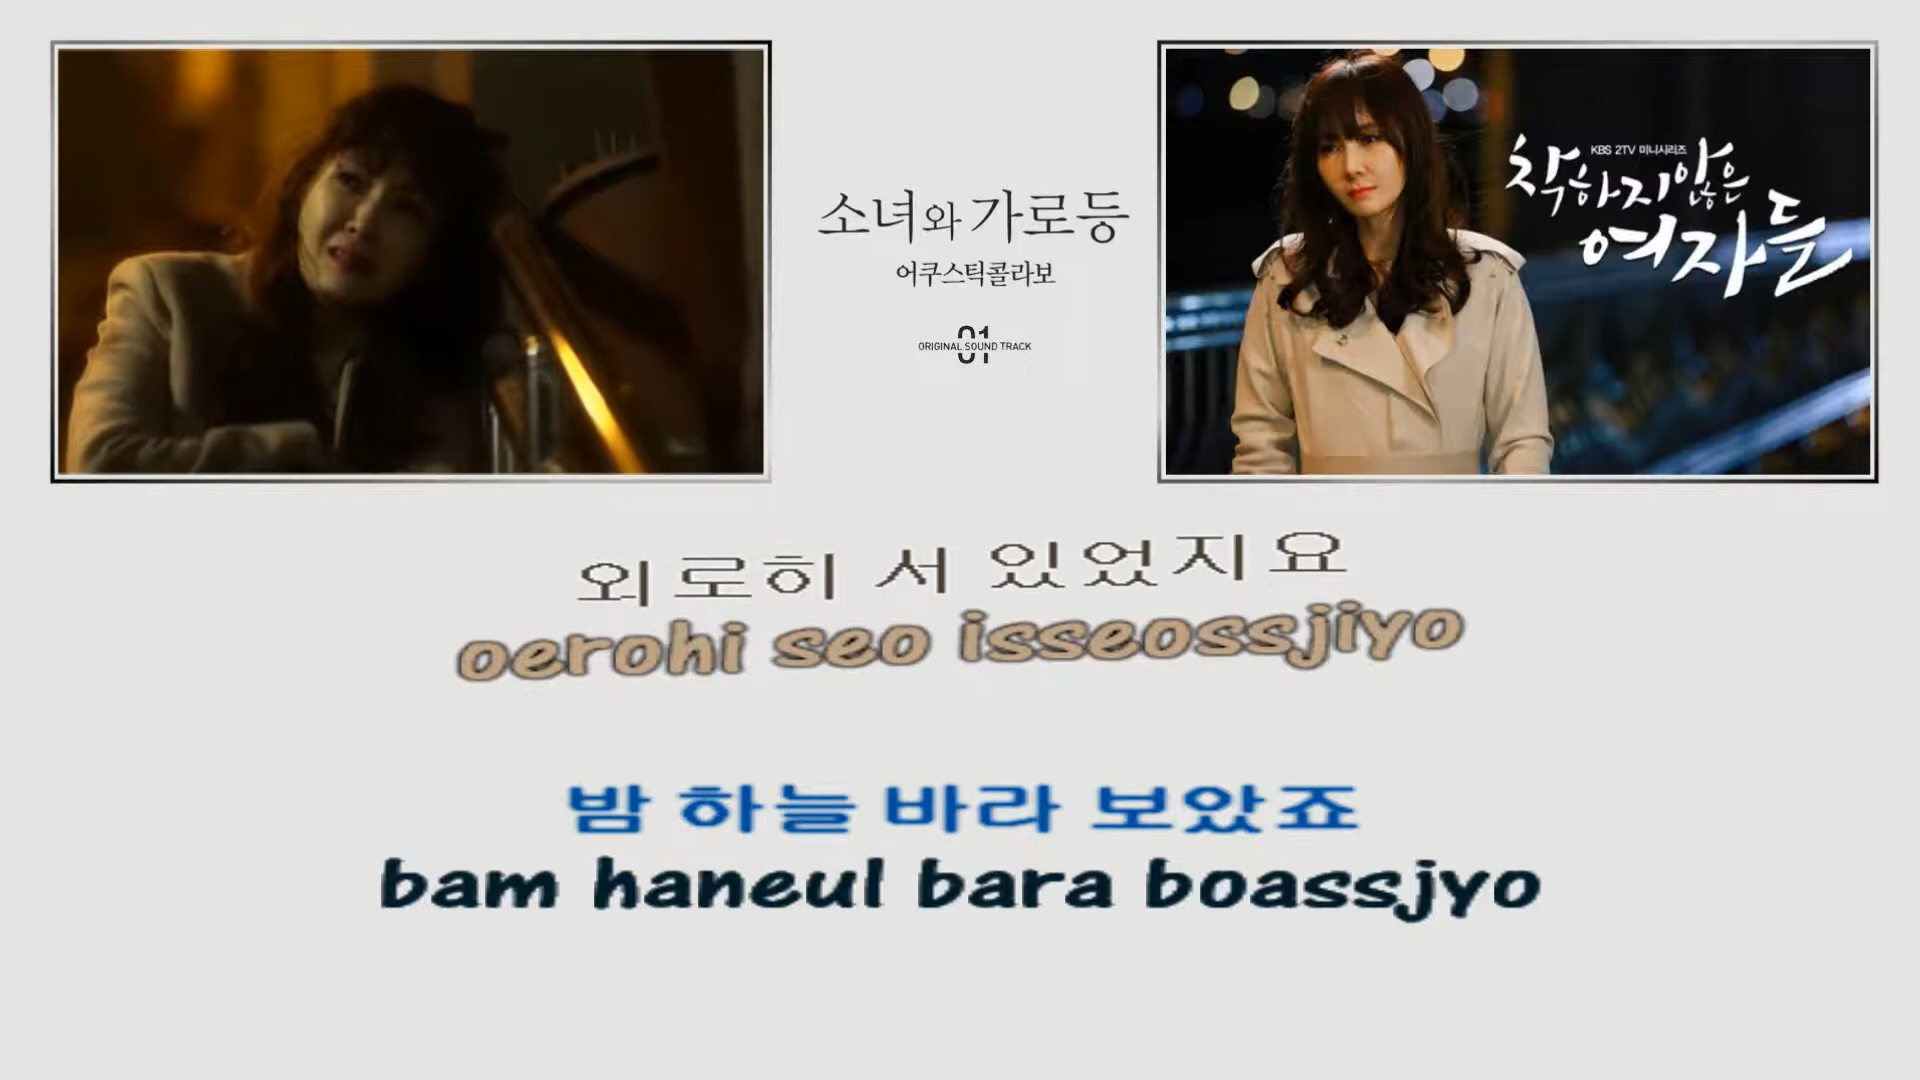 소녀와 가로등
어쿠스틱콜라보
01
ORIGINAL SOUND TRACK
KBS 2TV 미니시리즈
착하지 않은
여자들
외로히 서 있었지요
oerohi seo isseossjiyo
밤 하늘 바라 보았죠
bam haneul bara boassjyo